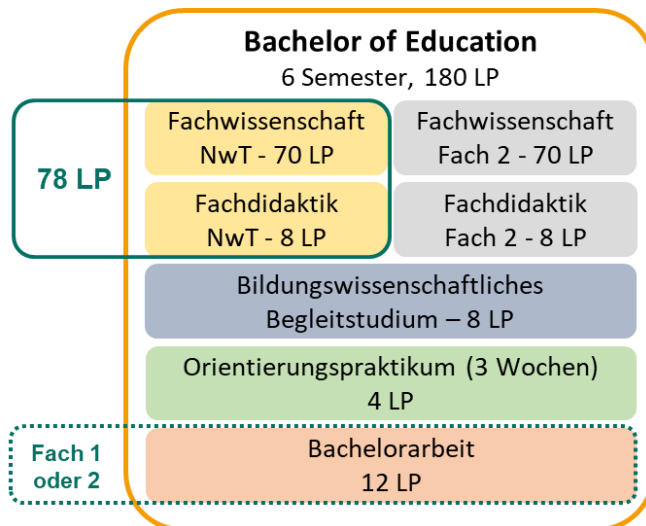 Bachelor of Education
6 Semester, 180 LP
78 LP
Fachwissenschaft
NwT - 70 LP
Fachwissenschaft
Fach 2 - 70 LP
Fachdidaktik
NwT - 8 LP
Fachdidaktik
Fach 2 - 8 LP
Bildungswissenschaftliches
Begleitstudium – 8 LP
Orientierungspraktikum (3 Wochen)
4 LP
Fach 1
oder 2
Bachelorarbeit
12 LP